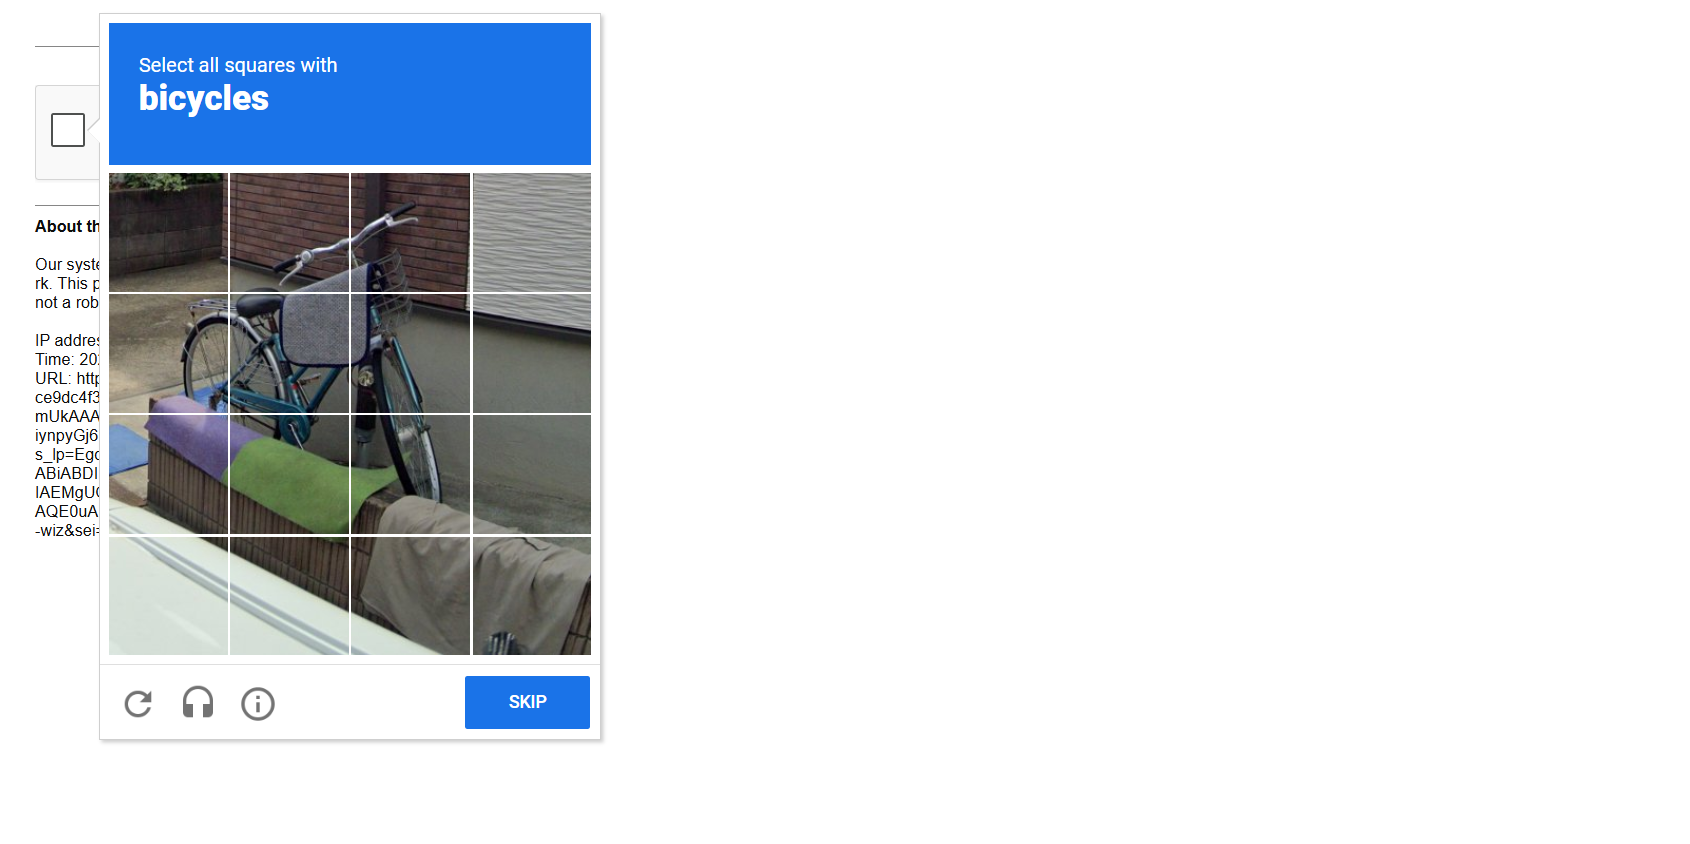 Select all squares with
bicycles
About th
Our syste
rk. This p
not a rob
IP addres
Time: 20
URL: http
ce9dc4f3
mUkAAA
iynpyGj6
s_lp=Egc
ABiABDI
IAEMgUC
AQE0uA
-wiz&sei=
SKIP